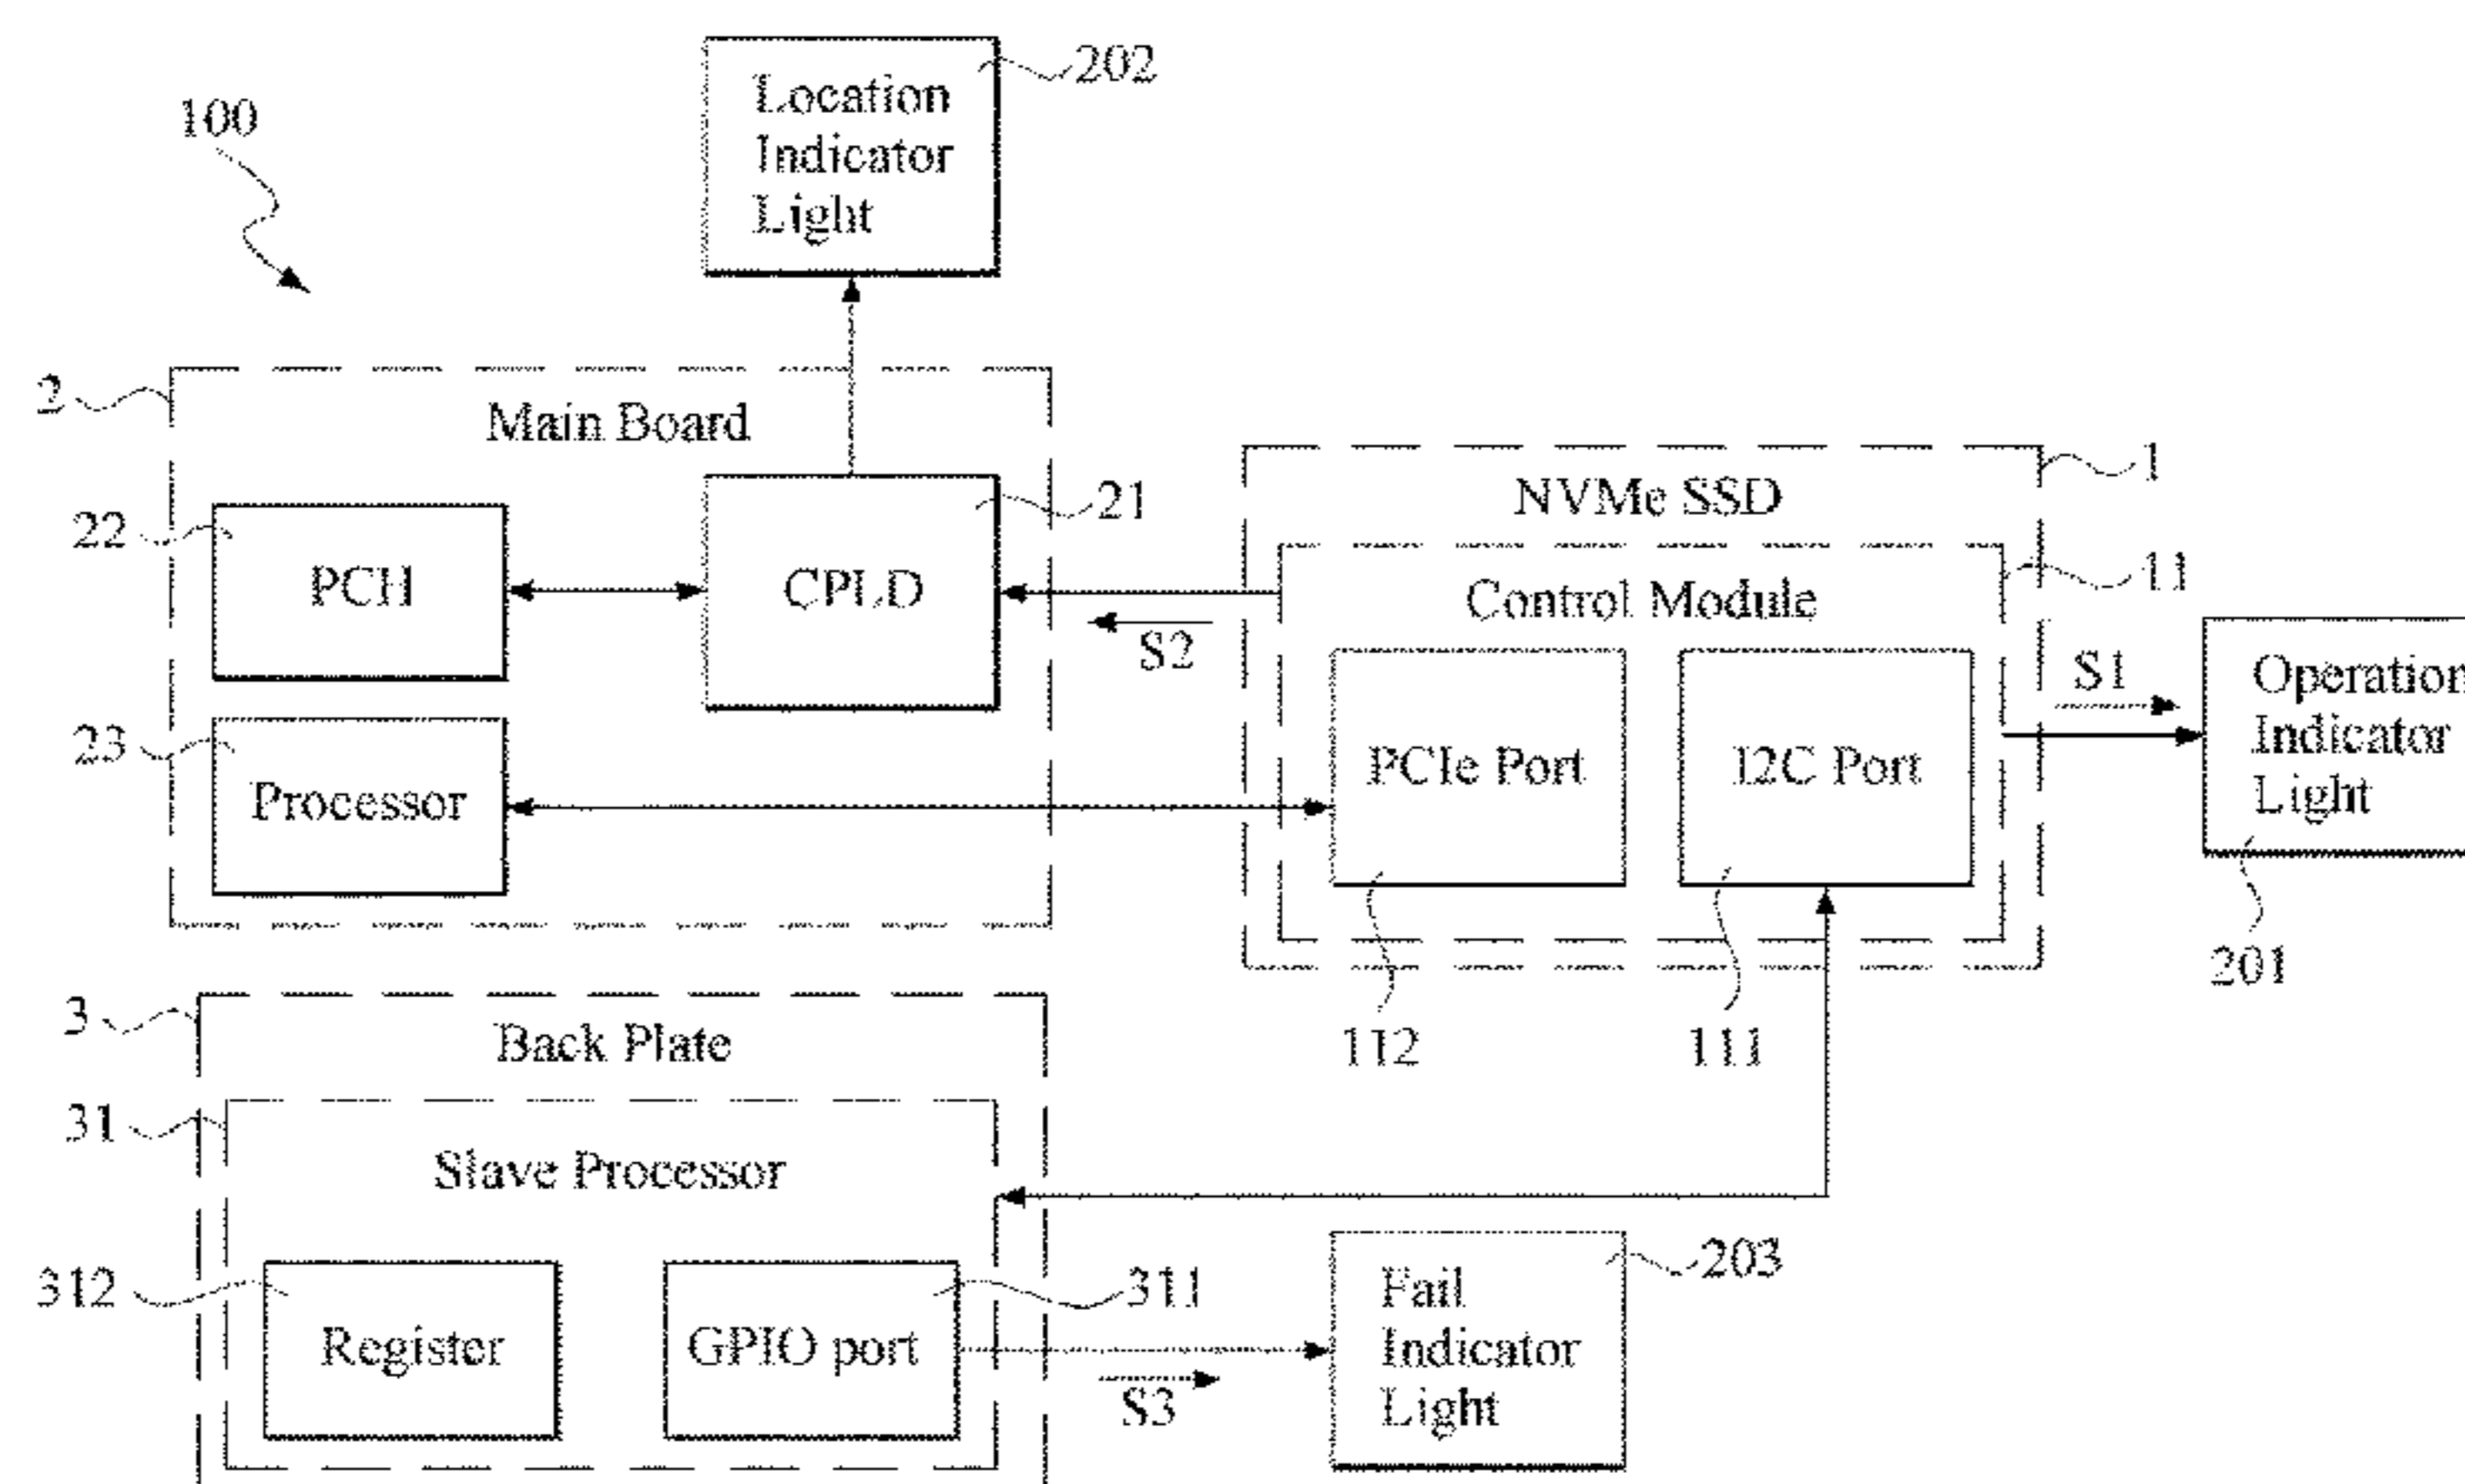 100
Location
Indicator
Light
202
2
Main Board
22
PCH
CPLD
21
23
Processor
S2
NVMe SSD
1
Control Module
11
PCIe Port
I2C Port
112
111
S1
Operation
Indicator
Light
201
3
Back Plate
31
Slave Processor
312
Register
GPIO port
311
S3
Fail
Indicator
Light
203